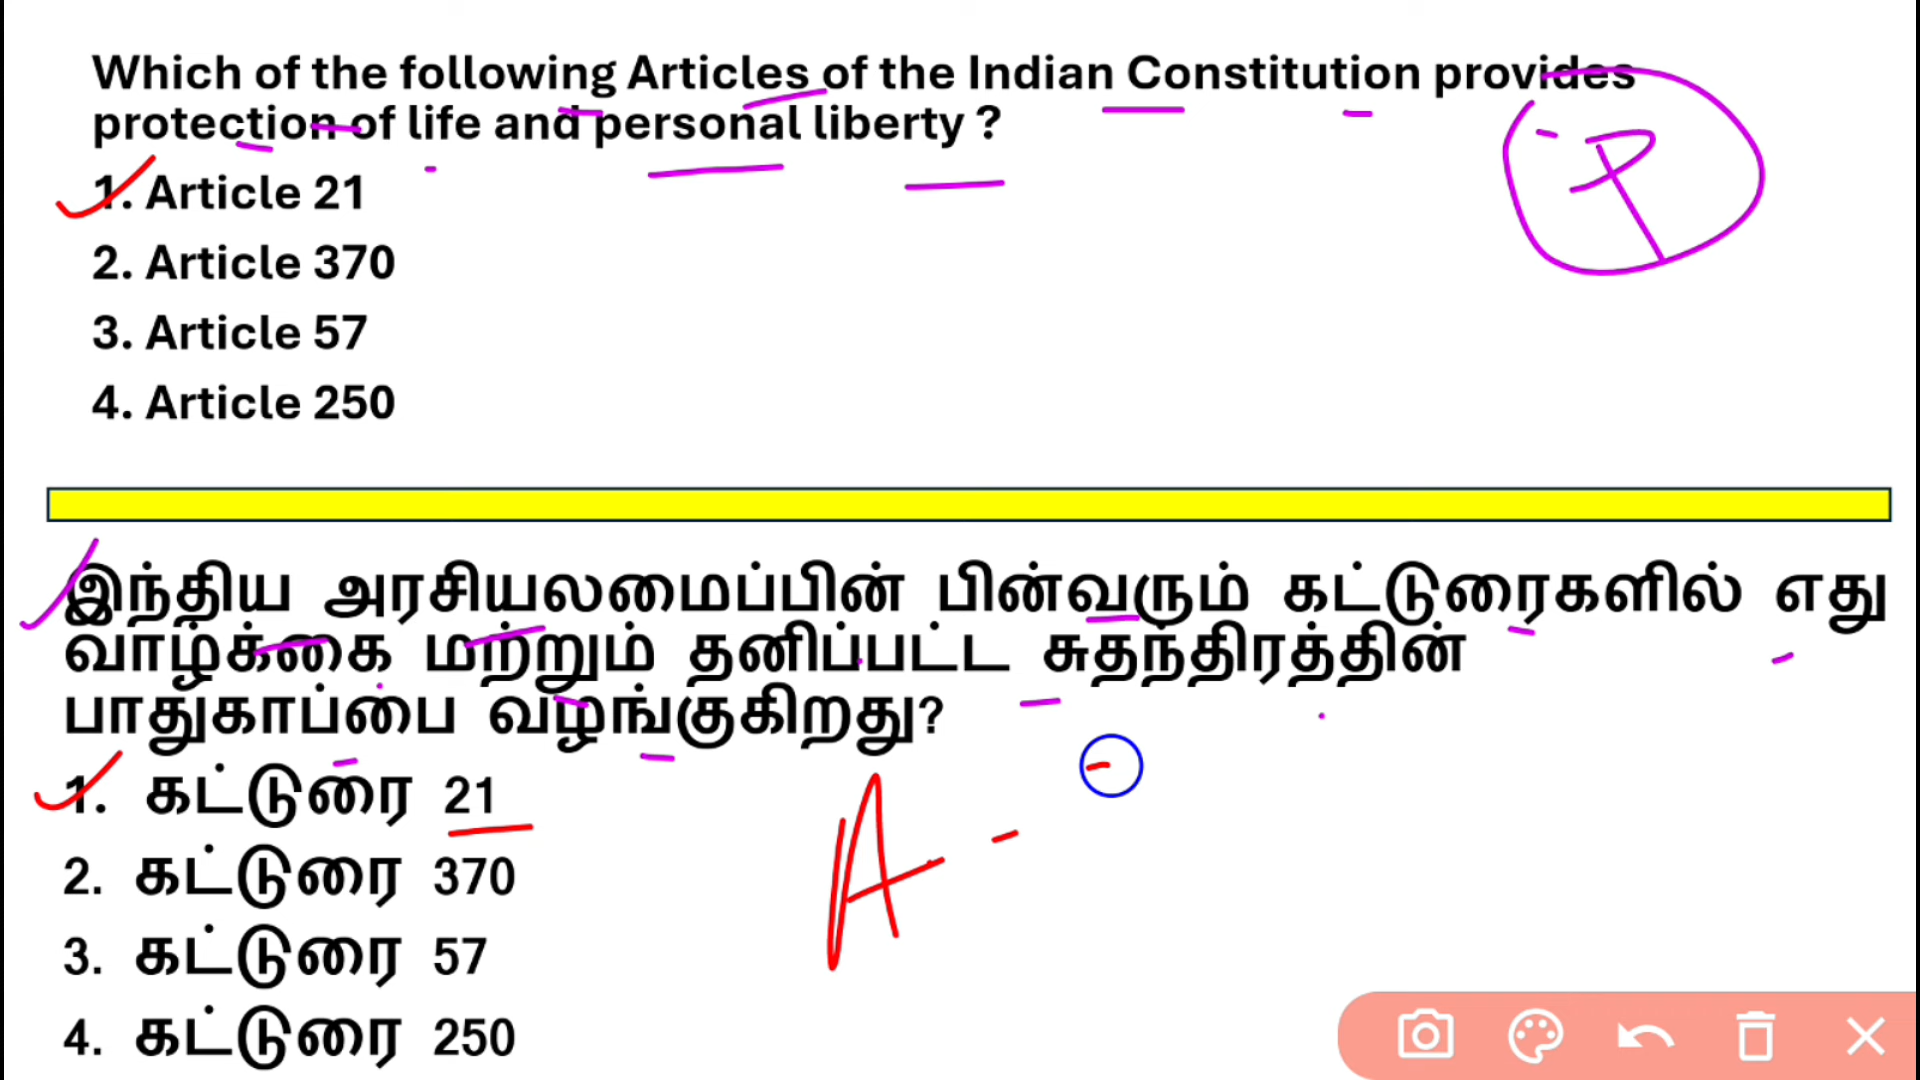 Which of the following Articles of the Indian Constitution provides
protection of life and personal liberty ?
1. Article 21
2. Article 370
3. Article 57
4. Article 250
இந்திய அரசியலமைப்பின் பின்வரும் கட்டுரைகளில் எது
வாழ்க்கை மற்றும் தனிப்பட்ட சுதந்திரத்தின்
பாதுகாப்பை வழங்குகிறது?
1. கட்டுரை 21
A -
2. கட்டுரை 370
3. கட்டுரை 57
4. கட்டுரை 250